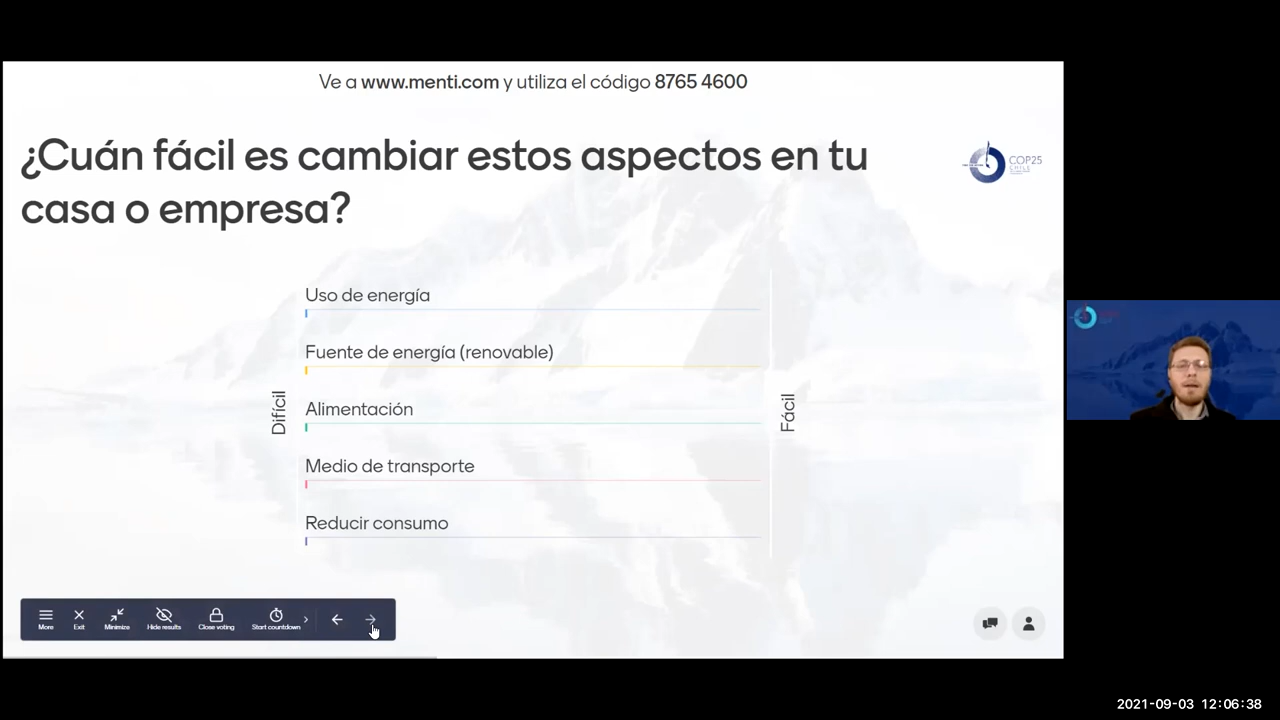 Ve a www.menti.com y utiliza el código 8765 4600
¿Cuán fácil es cambiar estos aspectos en tu
casa o empresa?
COP25
CHILE
Uso de energía
Fuente de energía (renovable)
Difícil
Alimentación
Fácil
Medio de transporte
Reducir consumo
More
Exit
Minimize
Hide results
Close voting
Start countdown
2021-09-03 12:06:38